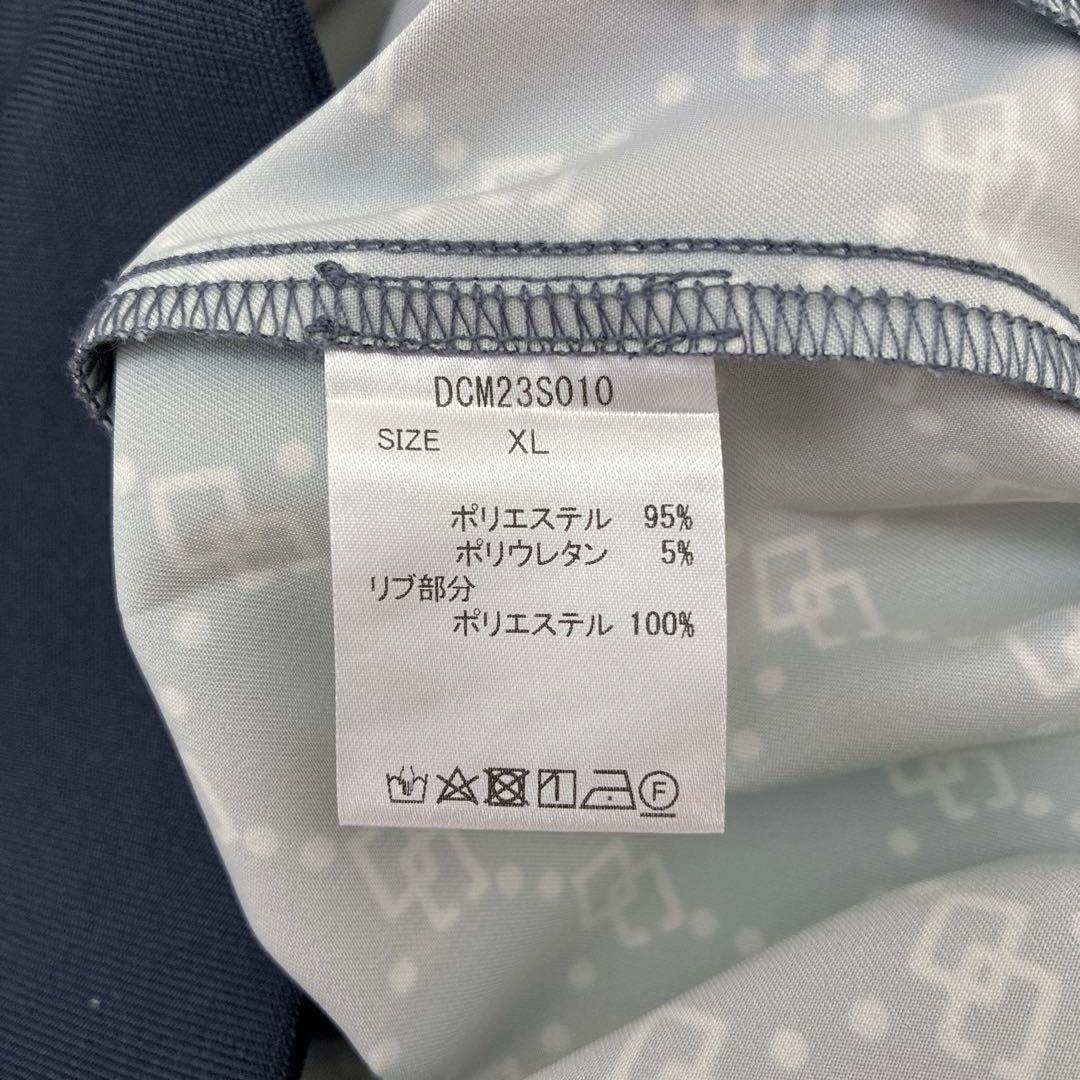 DCM23S010
SIZE XL
ポリエステル 95%
ポリウレタン 5%
リブ部分
ポリエステル 100%
F